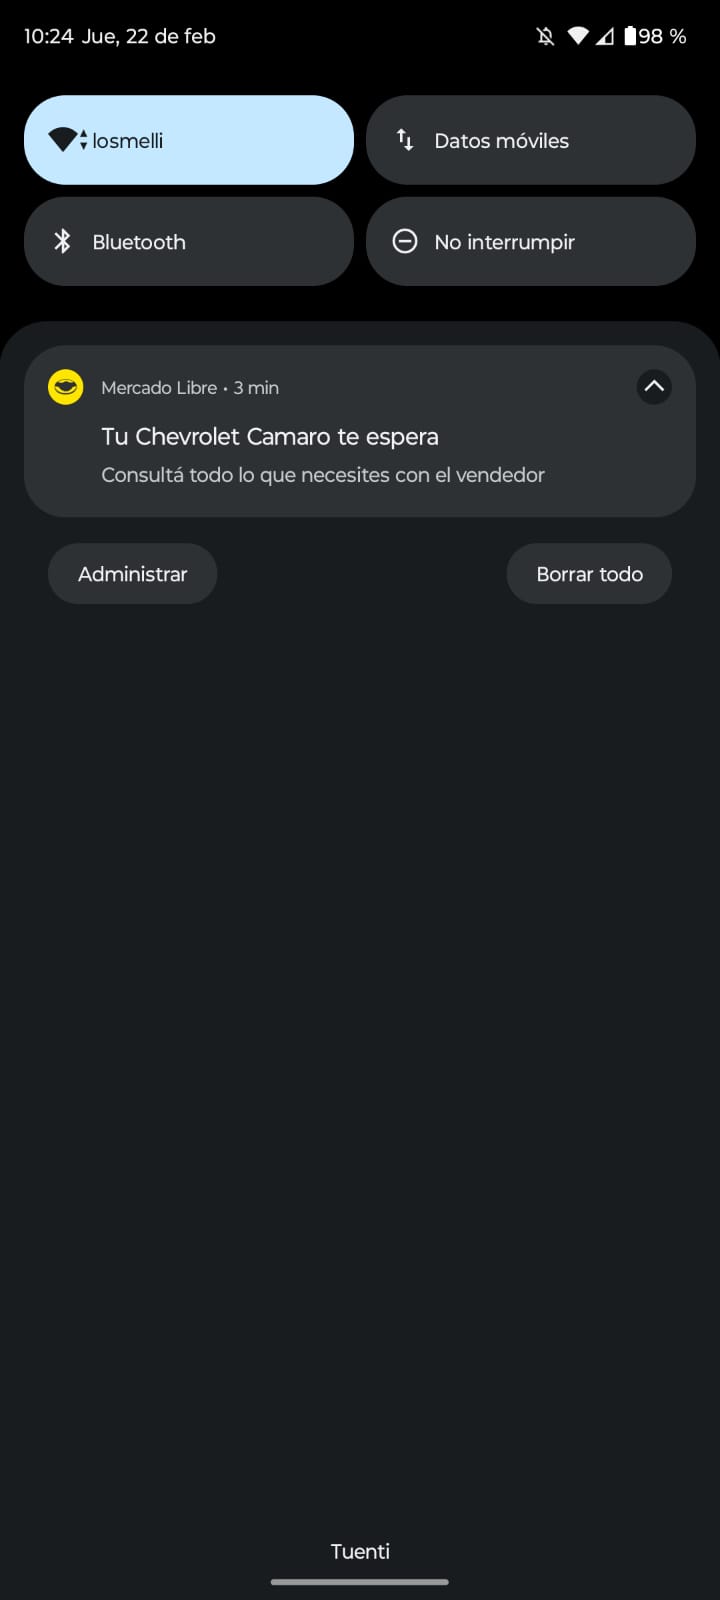 10:24 Jue, 22 de feb 98 %
losmelli
Datos móviles
Bluetooth
No interrumpir
Mercado Libre • 3 min
Tu Chevrolet Camaro te espera
Consultá todo lo que necesites con el vendedor
Administrar
Borrar todo
Tuenti